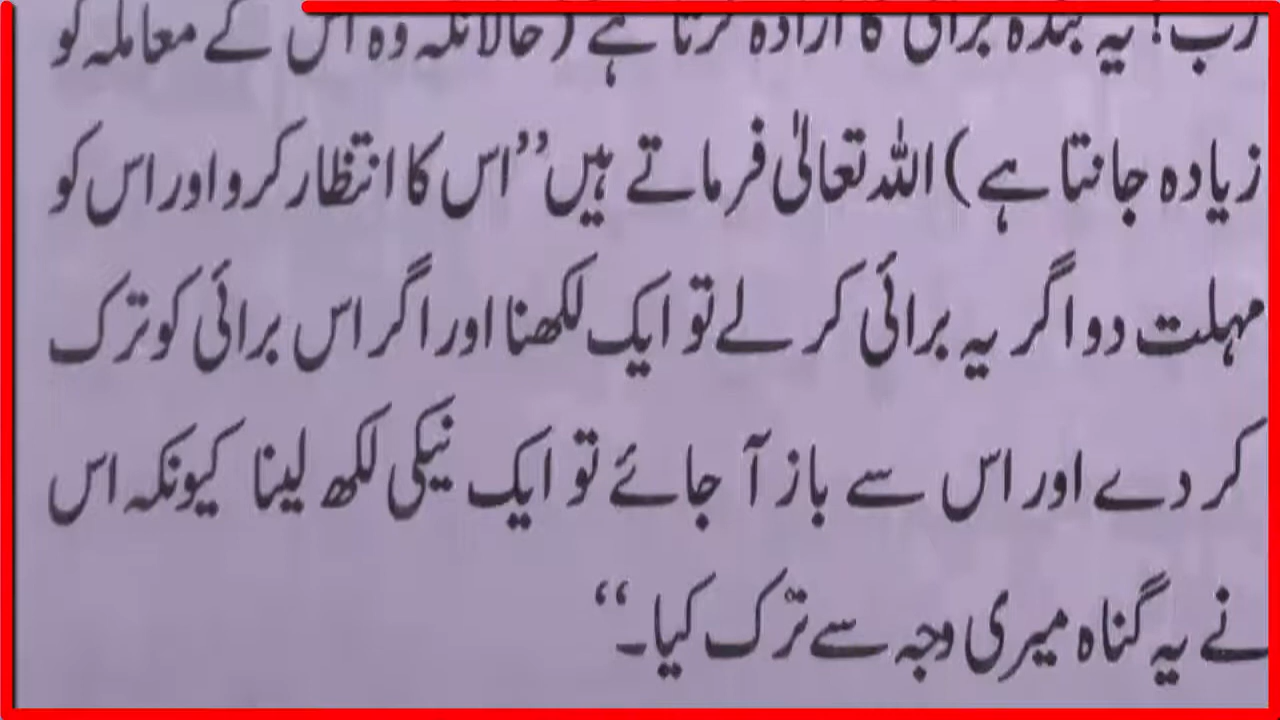 رب! یہ بندہ برائی کا ارادہ کرتا ہے (حالانکہ وہ اس کے معاملہ کو
زیادہ جانتا ہے) اللہ تعالیٰ فرماتے ہیں ’’اس کا انتظار کرو اور اس کو
مہلت دو اگر یہ برائی کر لے تو ایک لکھنا اور اگر اس برائی کو ترک
کر دے اور اس سے باز آ جائے تو ایک نیکی لکھ لینا کیونکہ اس
نے یہ گناہ میری وجہ سے ترک کیا۔‘‘